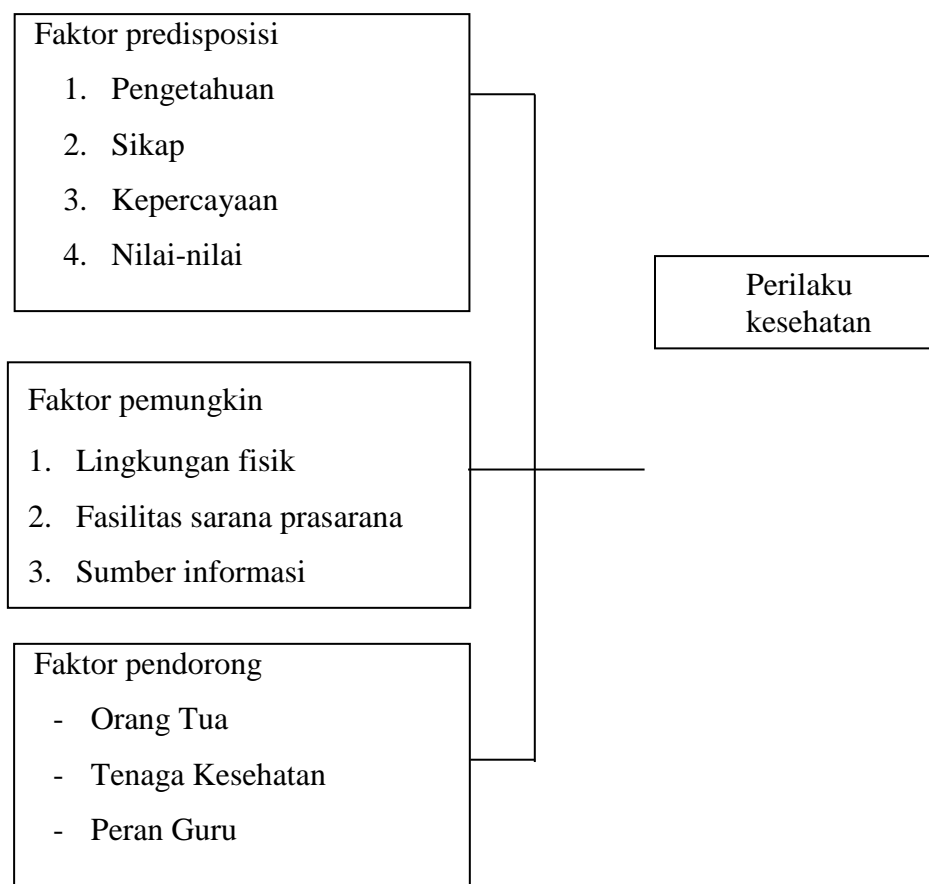 Faktor predisposisi
1. Pengetahuan
2. Sikap
3. Kepercayaan
4. Nilai-nilai
Perilaku
kesehatan
Faktor pemungkin
1. Lingkungan fisik
2. Fasilitas sarana prasarana
3. Sumber informasi
Faktor pendorong
- Orang Tua
- Tenaga Kesehatan
- Peran Guru